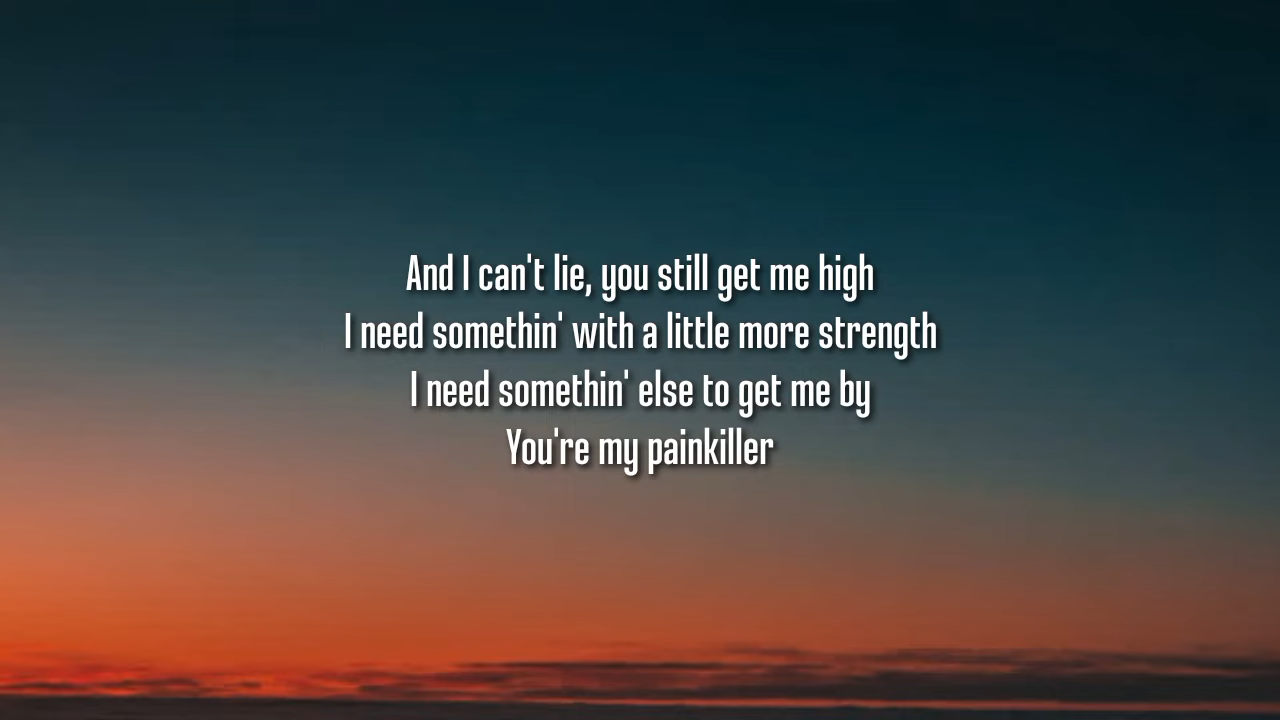 And I can't lie, you still get me high
I need somethin' with a little more strength
I need somethin' else to get me by
You're my painkiller